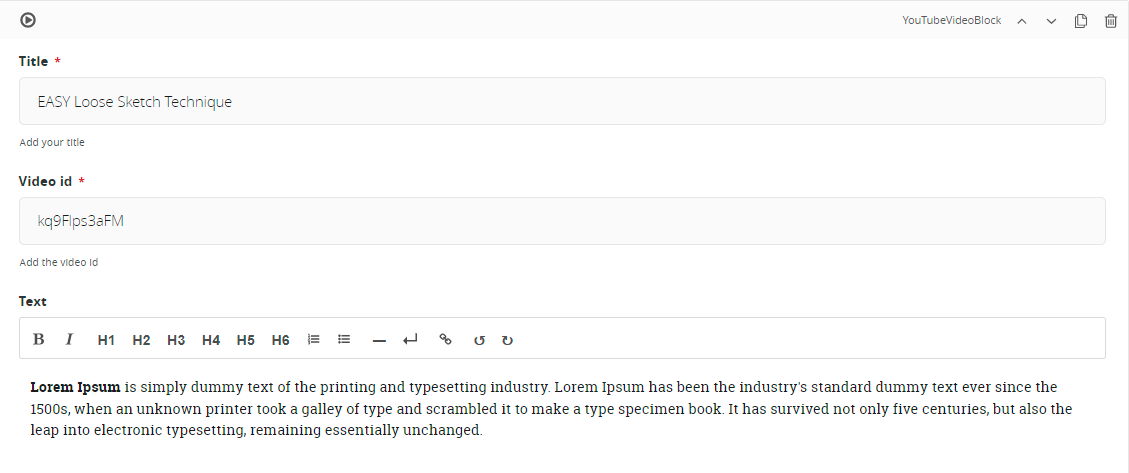 YouTubeVideoBlock
Title *
EASY Loose Sketch Technique
Add your title
Video id *
kq9Flps3aFM
Add the video id
Text
B I H1 H2 H3 H4 H5 H6
Lorem Ipsum is simply dummy text of the printing and typesetting industry. Lorem Ipsum has been the industry's standard dummy text ever since the
1500s, when an unknown printer took a galley of type and scrambled it to make a type specimen book. It has survived not only five centuries, but also the
leap into electronic typesetting, remaining essentially unchanged.